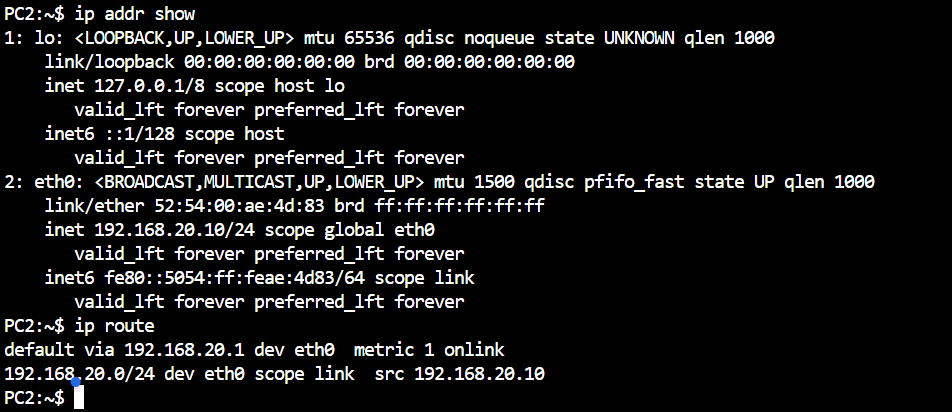 PC2:~$ ip addr show
1: lo: <LOOPBACK,UP,LOWER_UP> mtu 65536 qdisc noqueue state UNKNOWN qlen 1000
    link/loopback 00:00:00:00:00:00 brd 00:00:00:00:00:00
    inet 127.0.0.1/8 scope host lo
       valid_lft forever preferred_lft forever
    inet6 ::1/128 scope host
       valid_lft forever preferred_lft forever
2: eth0: <BROADCAST,MULTICAST,UP,LOWER_UP> mtu 1500 qdisc pfifo_fast state UP qlen 1000
    link/ether 52:54:00:ae:4d:83 brd ff:ff:ff:ff:ff:ff
    inet 192.168.20.10/24 scope global eth0
       valid_lft forever preferred_lft forever
    inet6 fe80::5054:ff:feae:4d83/64 scope link
       valid_lft forever preferred_lft forever
PC2:~$ ip route
default via 192.168.20.1 dev eth0  metric 1 onlink
192.168.20.0/24 dev eth0 scope link  src 192.168.20.10
PC2:~$